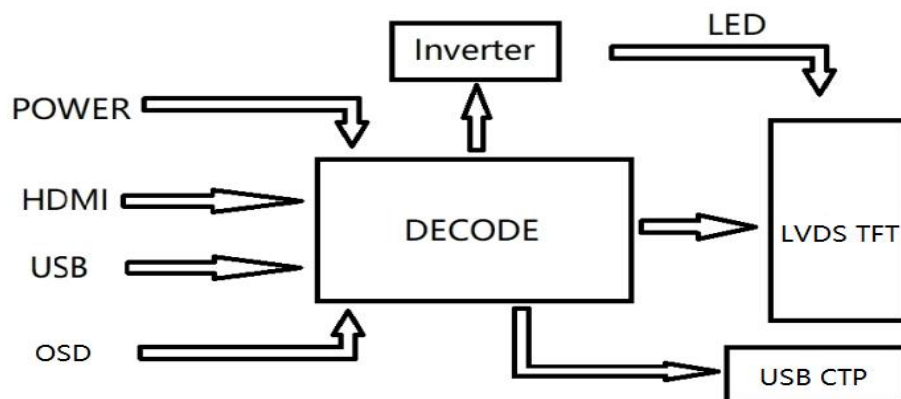 LED
Inverter
POWER
HDMI
DECODE
LVDS TFT
USB
OSD
USB CTP